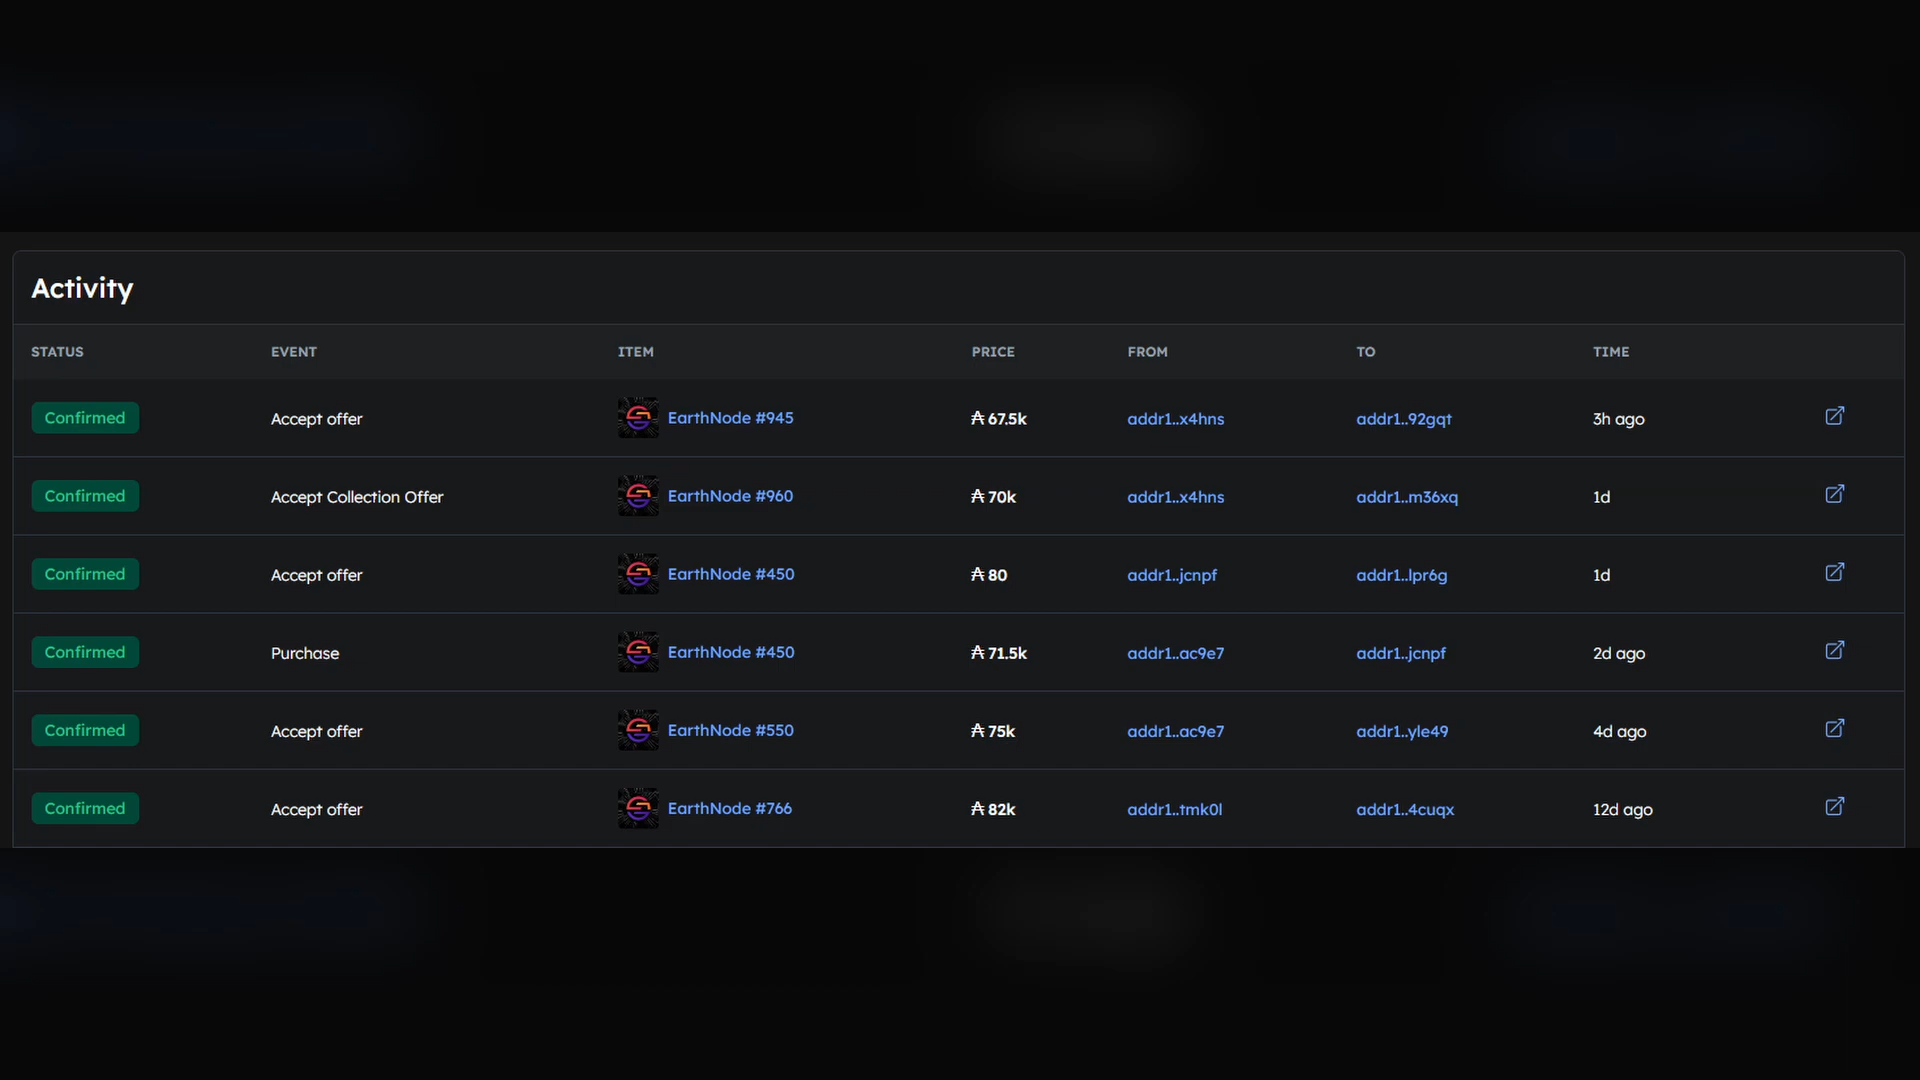 Activity
STATUS EVENT ITEM PRICE FROM TO TIME
Confirmed Accept offer EarthNode #945 ₳ 67.5k addr1..x4hns addr1..92gqt 3h ago
Confirmed Accept Collection Offer EarthNode #960 ₳ 70k addr1..x4hns addr1..m36xq 1d
Confirmed Accept offer EarthNode #450 ₳ 80 addr1..jcnpf addr1..lpr6g 1d
Confirmed Purchase EarthNode #450 ₳ 71.5k addr1..ac9e7 addr1..jcnpf 2d ago
Confirmed Accept offer EarthNode #550 ₳ 75k addr1..ac9e7 addr1..yle49 4d ago
Confirmed Accept offer EarthNode #766 ₳ 82k addr1..tmk0l addr1..4cuqx 12d ago